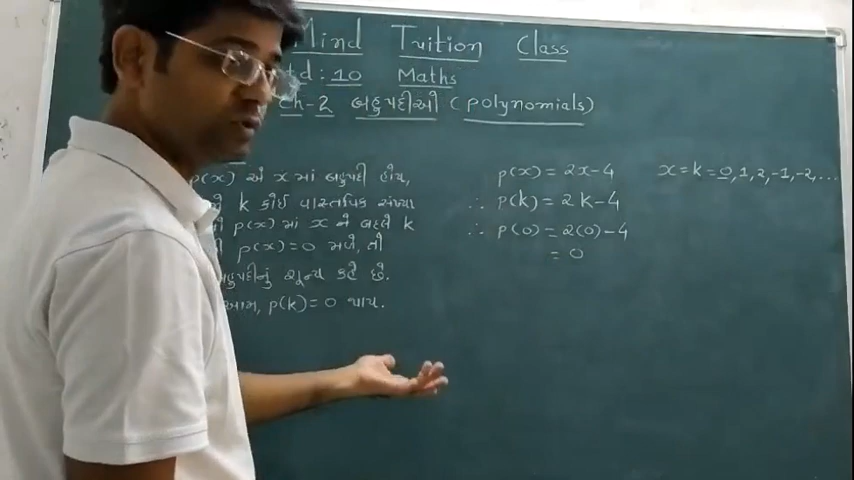 Mind Tuition Class
td : 10 Maths
Ch-2 બહુપદીઓ (polynomials)
p(x) એ x માં બહુપદી હોય,
k કોઈ વાસ્તવિક સંખ્યા
p(x) માં x ને બદલે k
p(x) = 0 મળે, તો
બહુપદીનું શૂન્ય કહે છે.
આમ, p(k) = 0 થાય.
p(x) = 2x-4
∴ p(k) = 2k-4
∴ p(0) = 2(0)-4
= 0
x = k = 0, 1, 2, -1, -2, ...